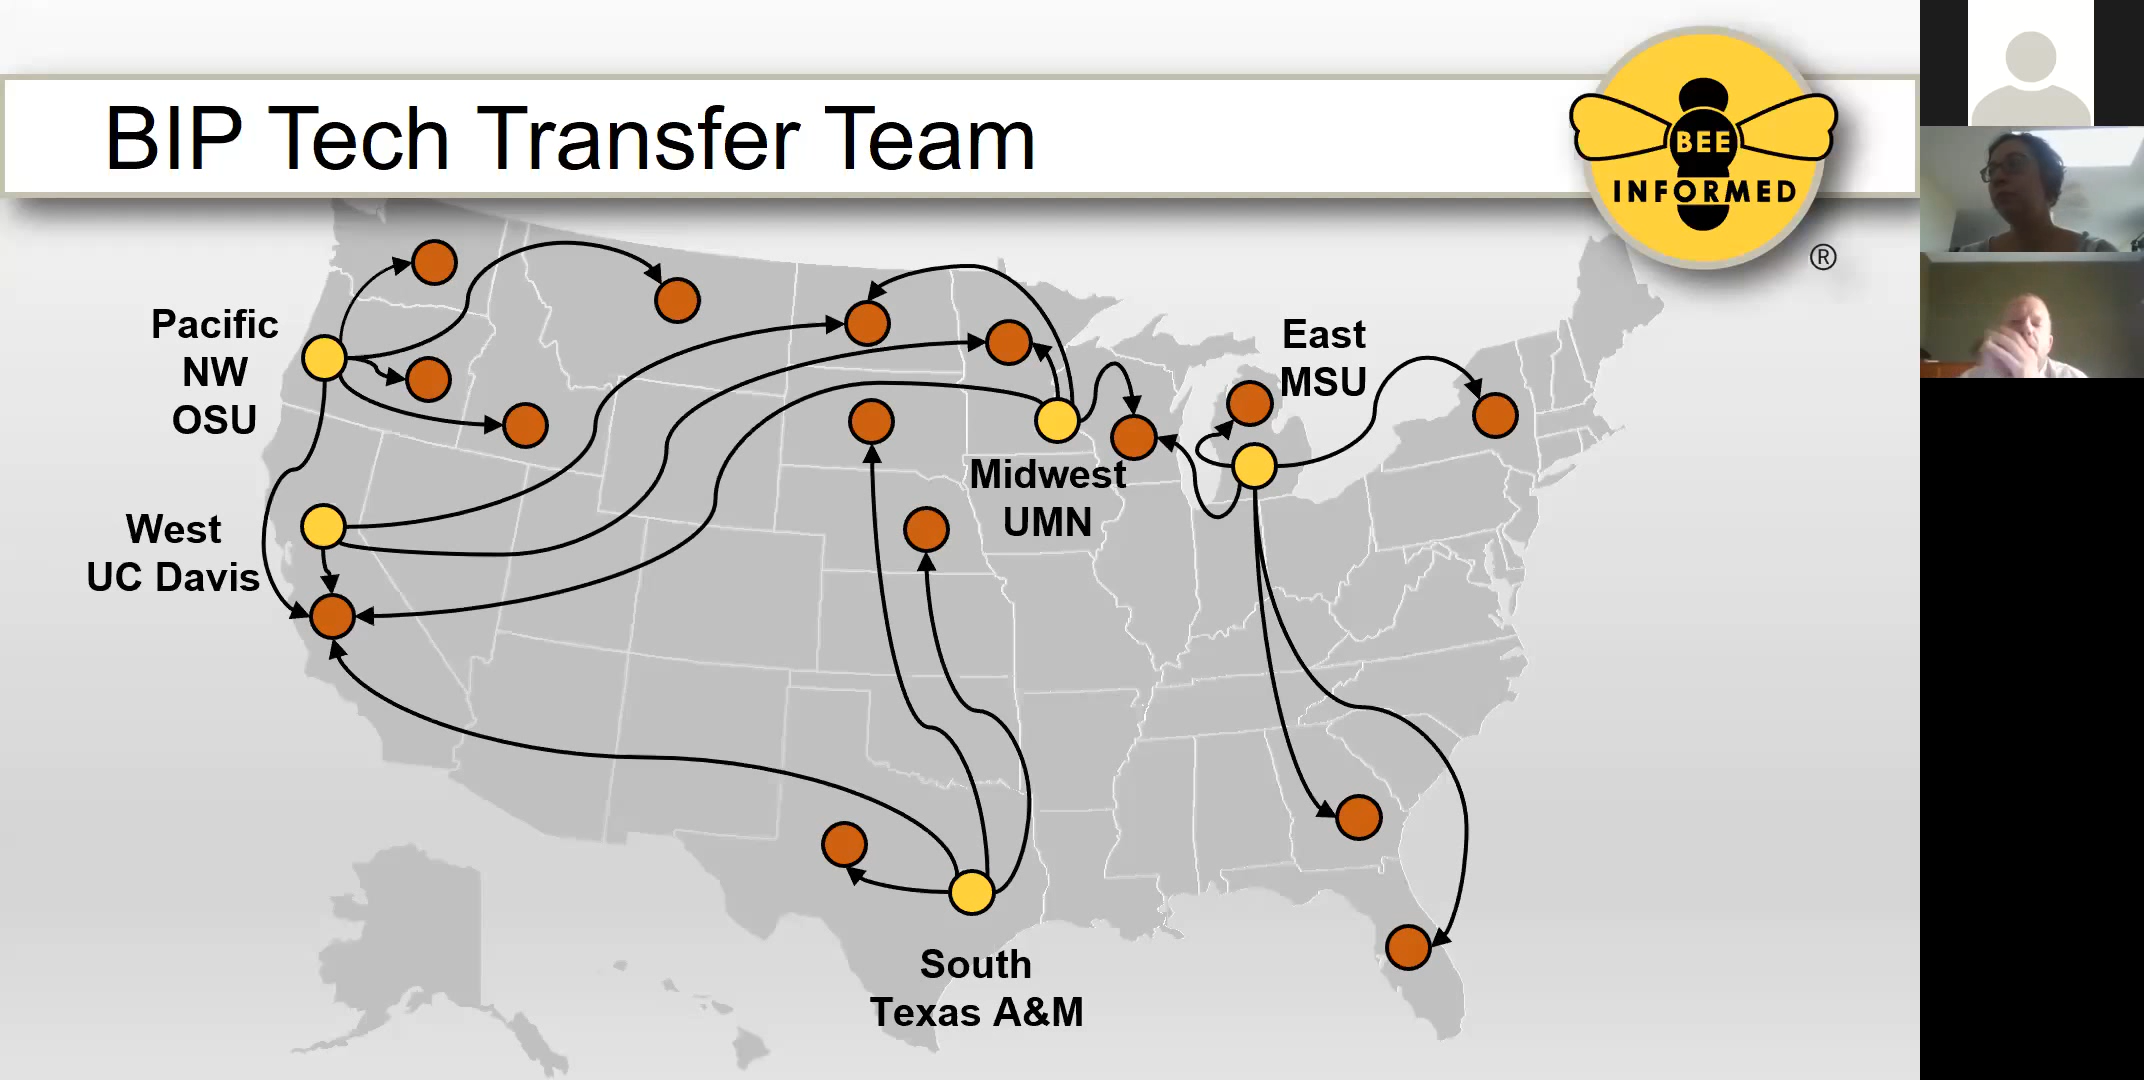 BIP Tech Transfer Team
BEE
INFORMED
®
Pacific
NW
OSU
East
MSU
Midwest
UMN
West
UC Davis
South
Texas A&M